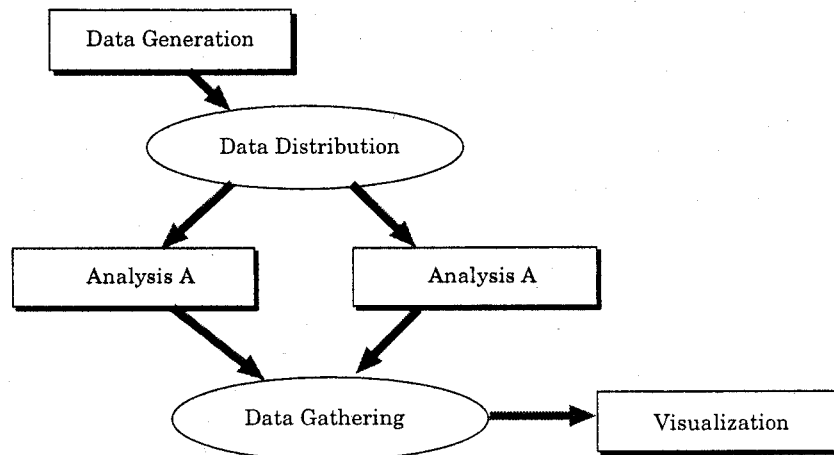 Data Generation
Data Distribution
Analysis A
Analysis A
Data Gathering
Visualization